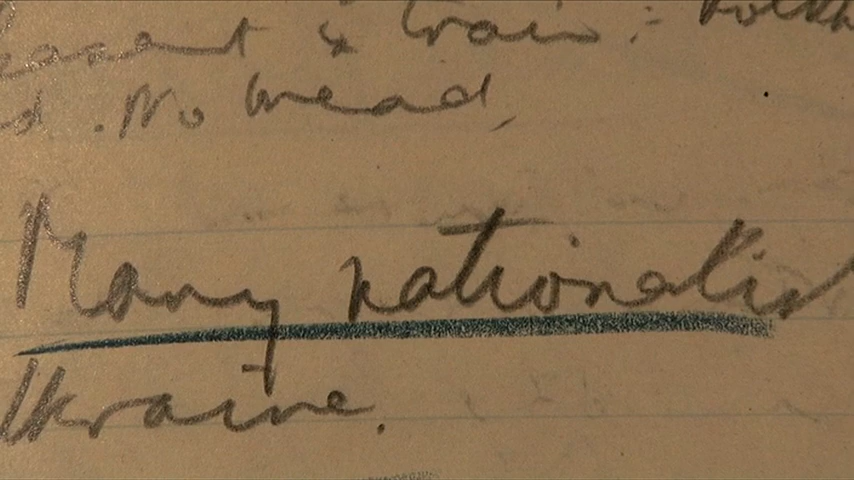 easant & train :
d. No bread,
Many nationalis
Ukraine.